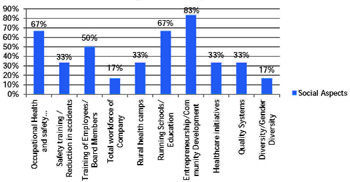 90%
80%
70%
60%
50%
40%
30%
20%
10%
0%
67%
33%
50%
17%
33%
67%
83%
33%
33%
17%
Occupational Health
and safety...
Safety training /
Reduction in accidents
Training of Employees/
Board Members
Total workforce of
Company
Rural health camps
Running Schools/
Education
Entrepreneurship/Com
munity Development
Healthcare initiatives
Quality Systems
Diversity/Gender
Diversity
Social Aspects